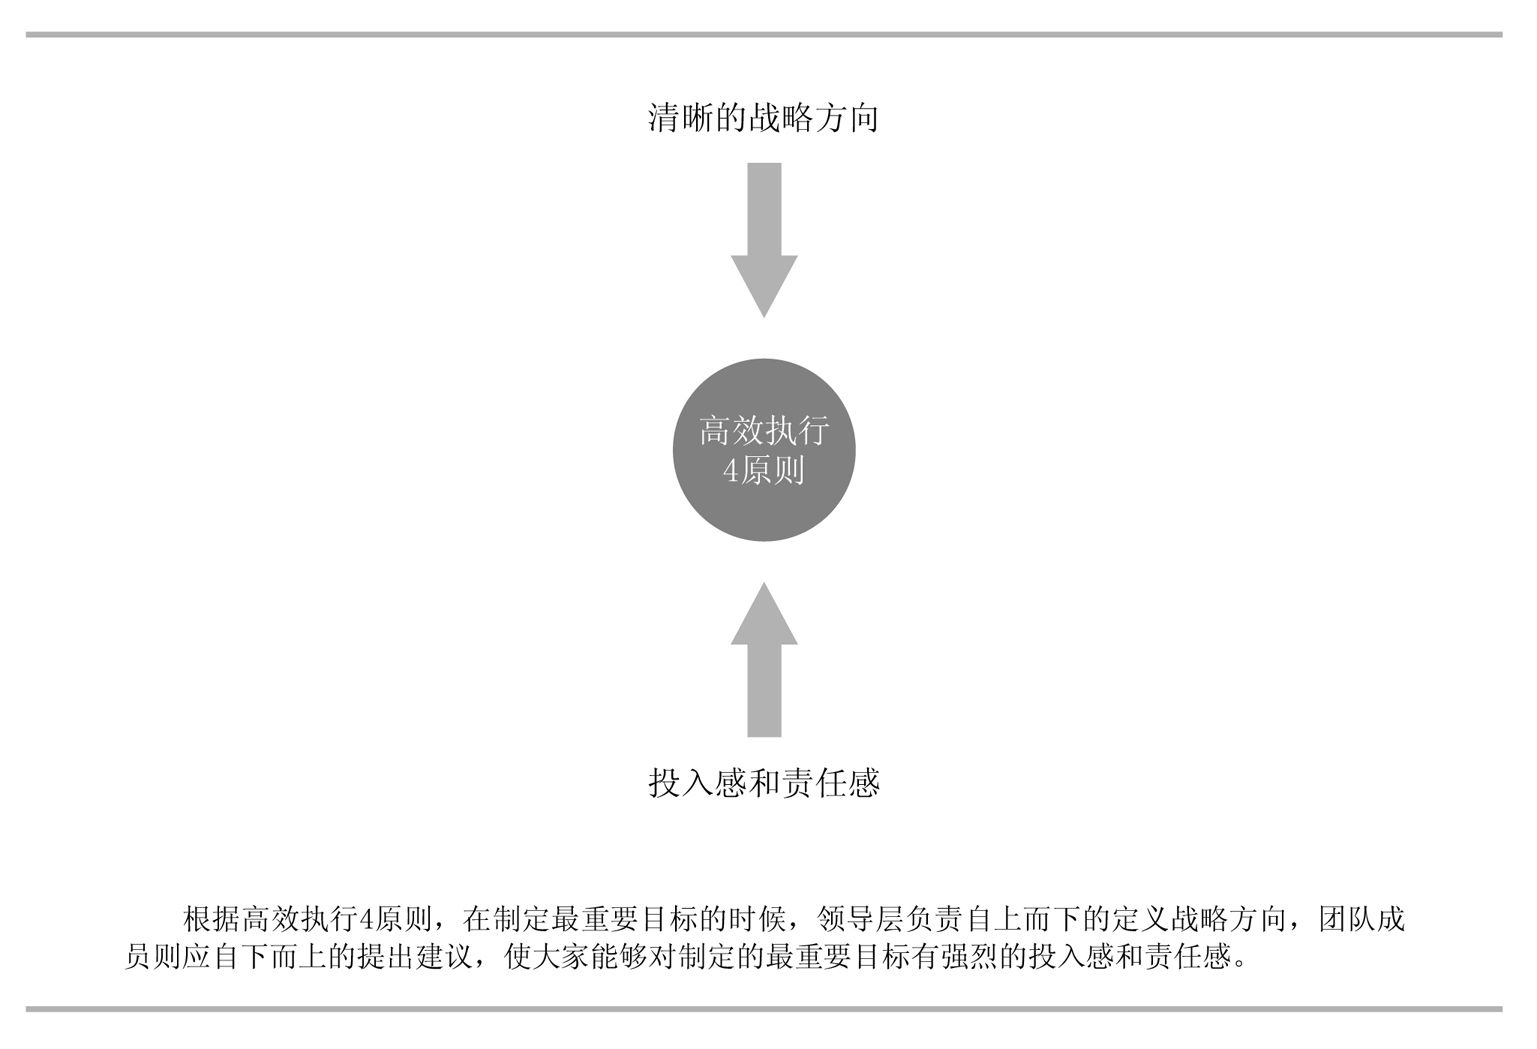 清晰的战略方向
高效执行
4原则
投入感和责任感
根据高效执行4原则，在制定最重要目标的时候，领导层负责自上而下的定义战略方向，团队成
员则应自下而上的提出建议，使大家能够对制定的最重要目标有强烈的投入感和责任感。